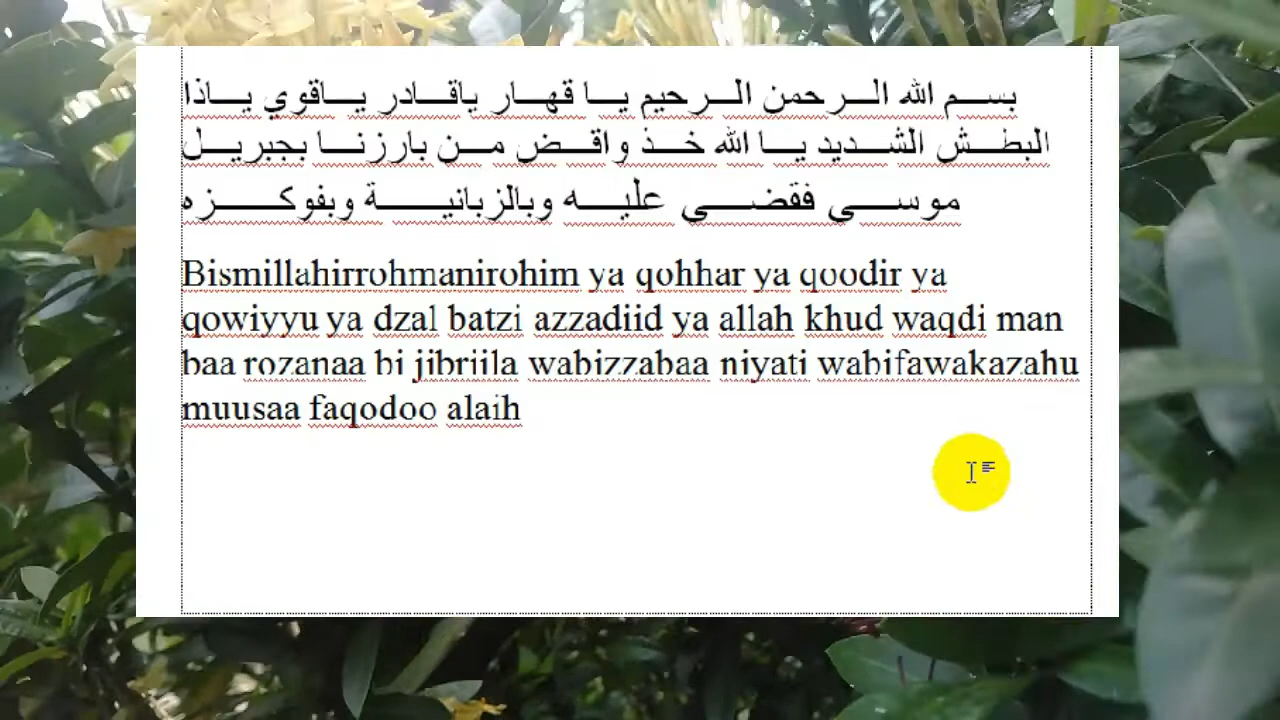 بسم الله الرحمن الرحيم يا قهار ياقادر ياقوي ياذا
البطش الشديد يا الله خذ واقض من بارزنا بجبريل
موسى فقضى عليه وبالزبانية وبفوكزه
Bismillahirrohmanirohim ya qohhar ya qoodir ya
qowiyyu ya dzal batzi azzadiid ya allah khud waqdi man
baa rozanaa bi jibriila wabizzabaa niyati wabifawakazahu
muusaa faqodoo alaih